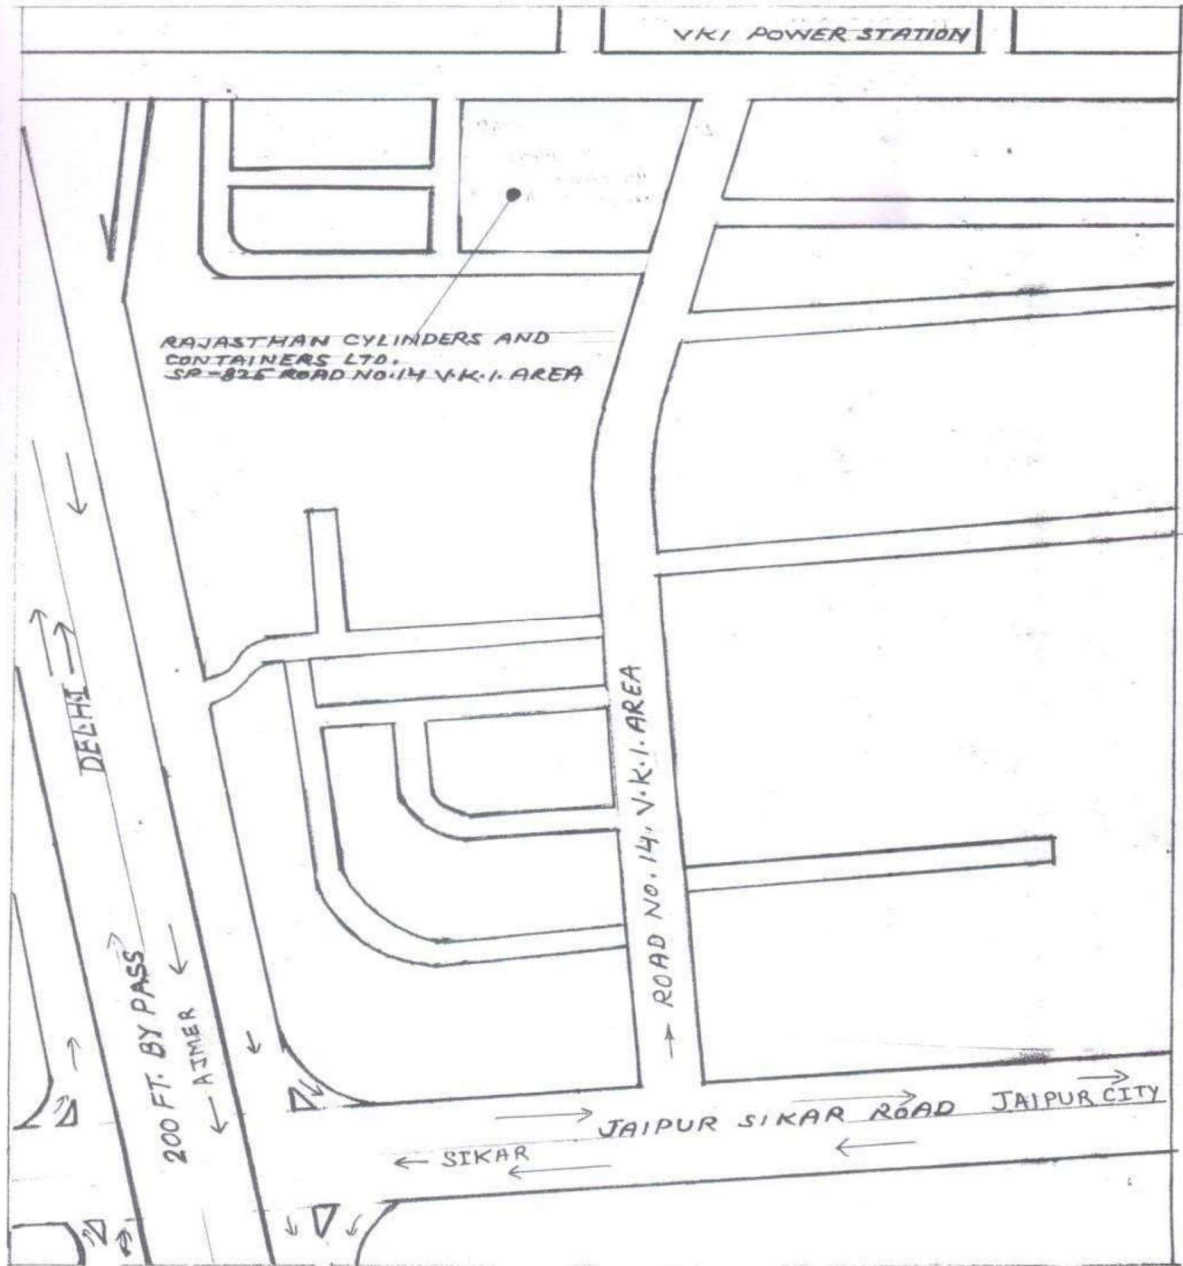 VKI POWER STATION
RAJASTHAN CYLINDERS AND
CONTAINERS LTD.
SP-825 ROAD NO.14 V.K.I. AREA
DELHI
ROAD NO. 14, V.K.I. AREA
200 FT. BY PASS
AJMER
JAIPUR SIKAR ROAD
JAIPUR CITY
SIKAR